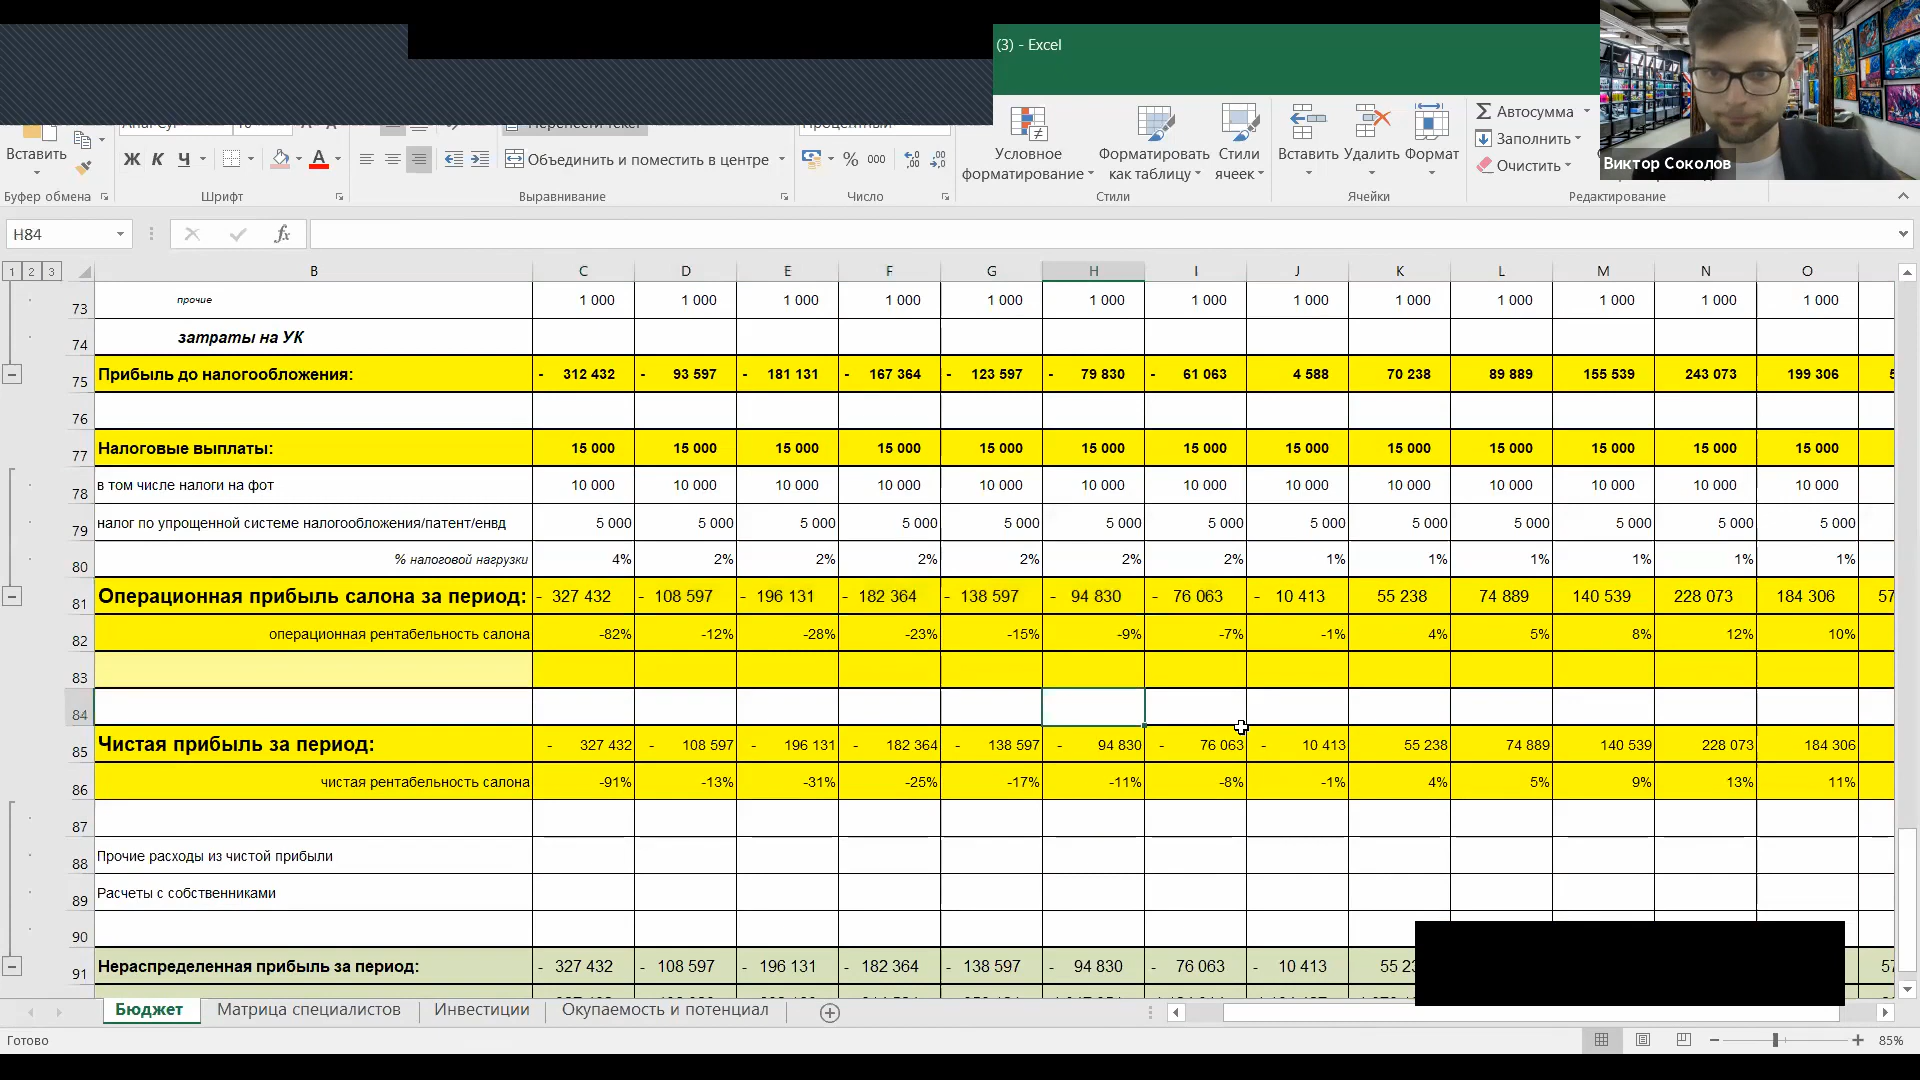 (3) - Excel
Вставить
Ж К Ч
А
Объединить и поместить в центре
% 000
Условное форматирование
Форматировать как таблицу
Стили ячеек
Вставить
Удалить
Формат
Автосумма
Заполнить
Очистить
Виктор Соколов
Буфер обмена
Шрифт
Выравнивание
Число
Стили
Ячейки
Редактирование
H84
fx
1 2 3
B C D E F G H I J K L M N O
73 прочие 1 000 1 000 1 000 1 000 1 000 1 000 1 000 1 000 1 000 1 000 1 000 1 000 1 000
74 затраты на УК
75 Прибыль до налогообложения: - 312 432 - 93 597 - 181 131 - 167 364 - 123 597 - 79 830 - 61 063 4 588 70 238 89 889 155 539 243 073 199 306
76
77 Налоговые выплаты: 15 000 15 000 15 000 15 000 15 000 15 000 15 000 15 000 15 000 15 000 15 000 15 000 15 000
78 в том числе налоги на фот 10 000 10 000 10 000 10 000 10 000 10 000 10 000 10 000 10 000 10 000 10 000 10 000 10 000
79 налог по упрощенной системе налогообложения/патент/енвд 5 000 5 000 5 000 5 000 5 000 5 000 5 000 5 000 5 000 5 000 5 000 5 000 5 000
80 % налоговой нагрузки 4% 2% 2% 2% 2% 2% 2% 1% 1% 1% 1% 1% 1%
81 Операционная прибыль салона за период: - 327 432 - 108 597 - 196 131 - 182 364 - 138 597 - 94 830 - 76 063 - 10 413 55 238 74 889 140 539 228 073 184 306 57
82 операционная рентабельность салона -82% -12% -28% -23% -15% -9% -7% -1% 4% 5% 8% 12% 10%
83
84
85 Чистая прибыль за период: - 327 432 - 108 597 - 196 131 - 182 364 - 138 597 - 94 830 - 76 063 - 10 413 55 238 74 889 140 539 228 073 184 306
86 чистая рентабельность салона -91% -13% -31% -25% -17% -11% -8% -1% 4% 5% 9% 13% 11%
87
88 Прочие расходы из чистой прибыли
89 Расчеты с собственниками
90
91 Нераспределенная прибыль за период: - 327 432 - 108 597 - 196 131 - 182 364 - 138 597 - 94 830 - 76 063 - 10 413 55 57
Бюджет Матрица специалистов Инвестиции Окупаемость и потенциал
Готово
85%